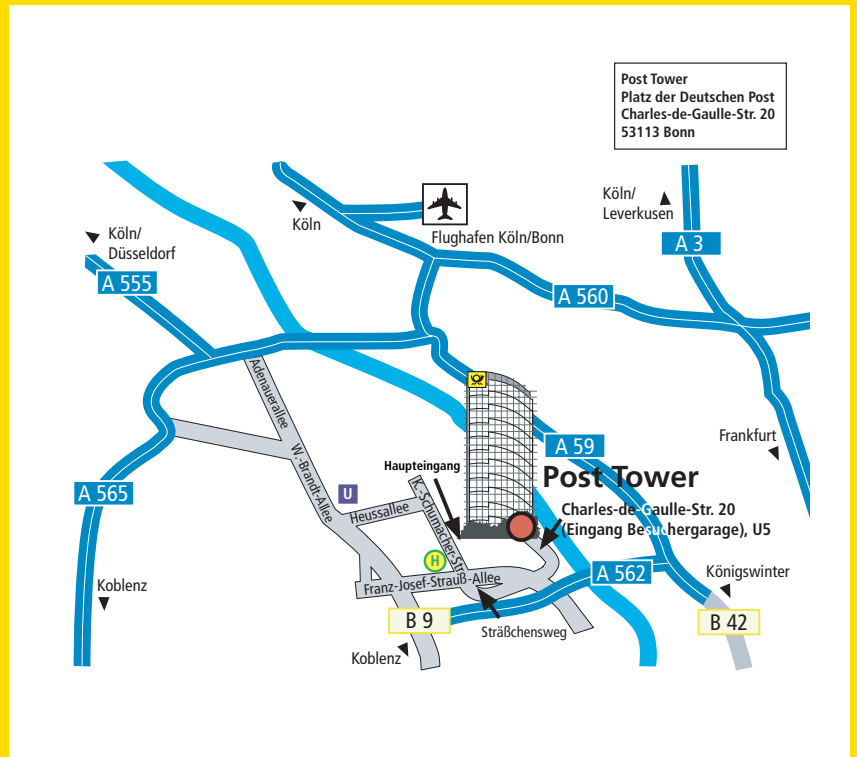 Post Tower
Platz der Deutschen Post
Charles-de-Gaulle-Str. 20
53113 Bonn
Köln/
Leverkusen
Köln
Flughafen Köln/Bonn
Köln/
Düsseldorf
A 3
A 555
A 560
Adenauerallee
Frankfurt
A 59
W.-Brandt-Allee
Haupteingang
Post Tower
A 565
U
K.-Schumacher-Str.
Heussallee
Charles-de-Gaulle-Str. 20
(Eingang Besuchergarage), U5
H
A 562
Königswinter
Koblenz
Franz-Josef-Strauß-Allee
B 9
B 42
Sträßchensweg
Koblenz